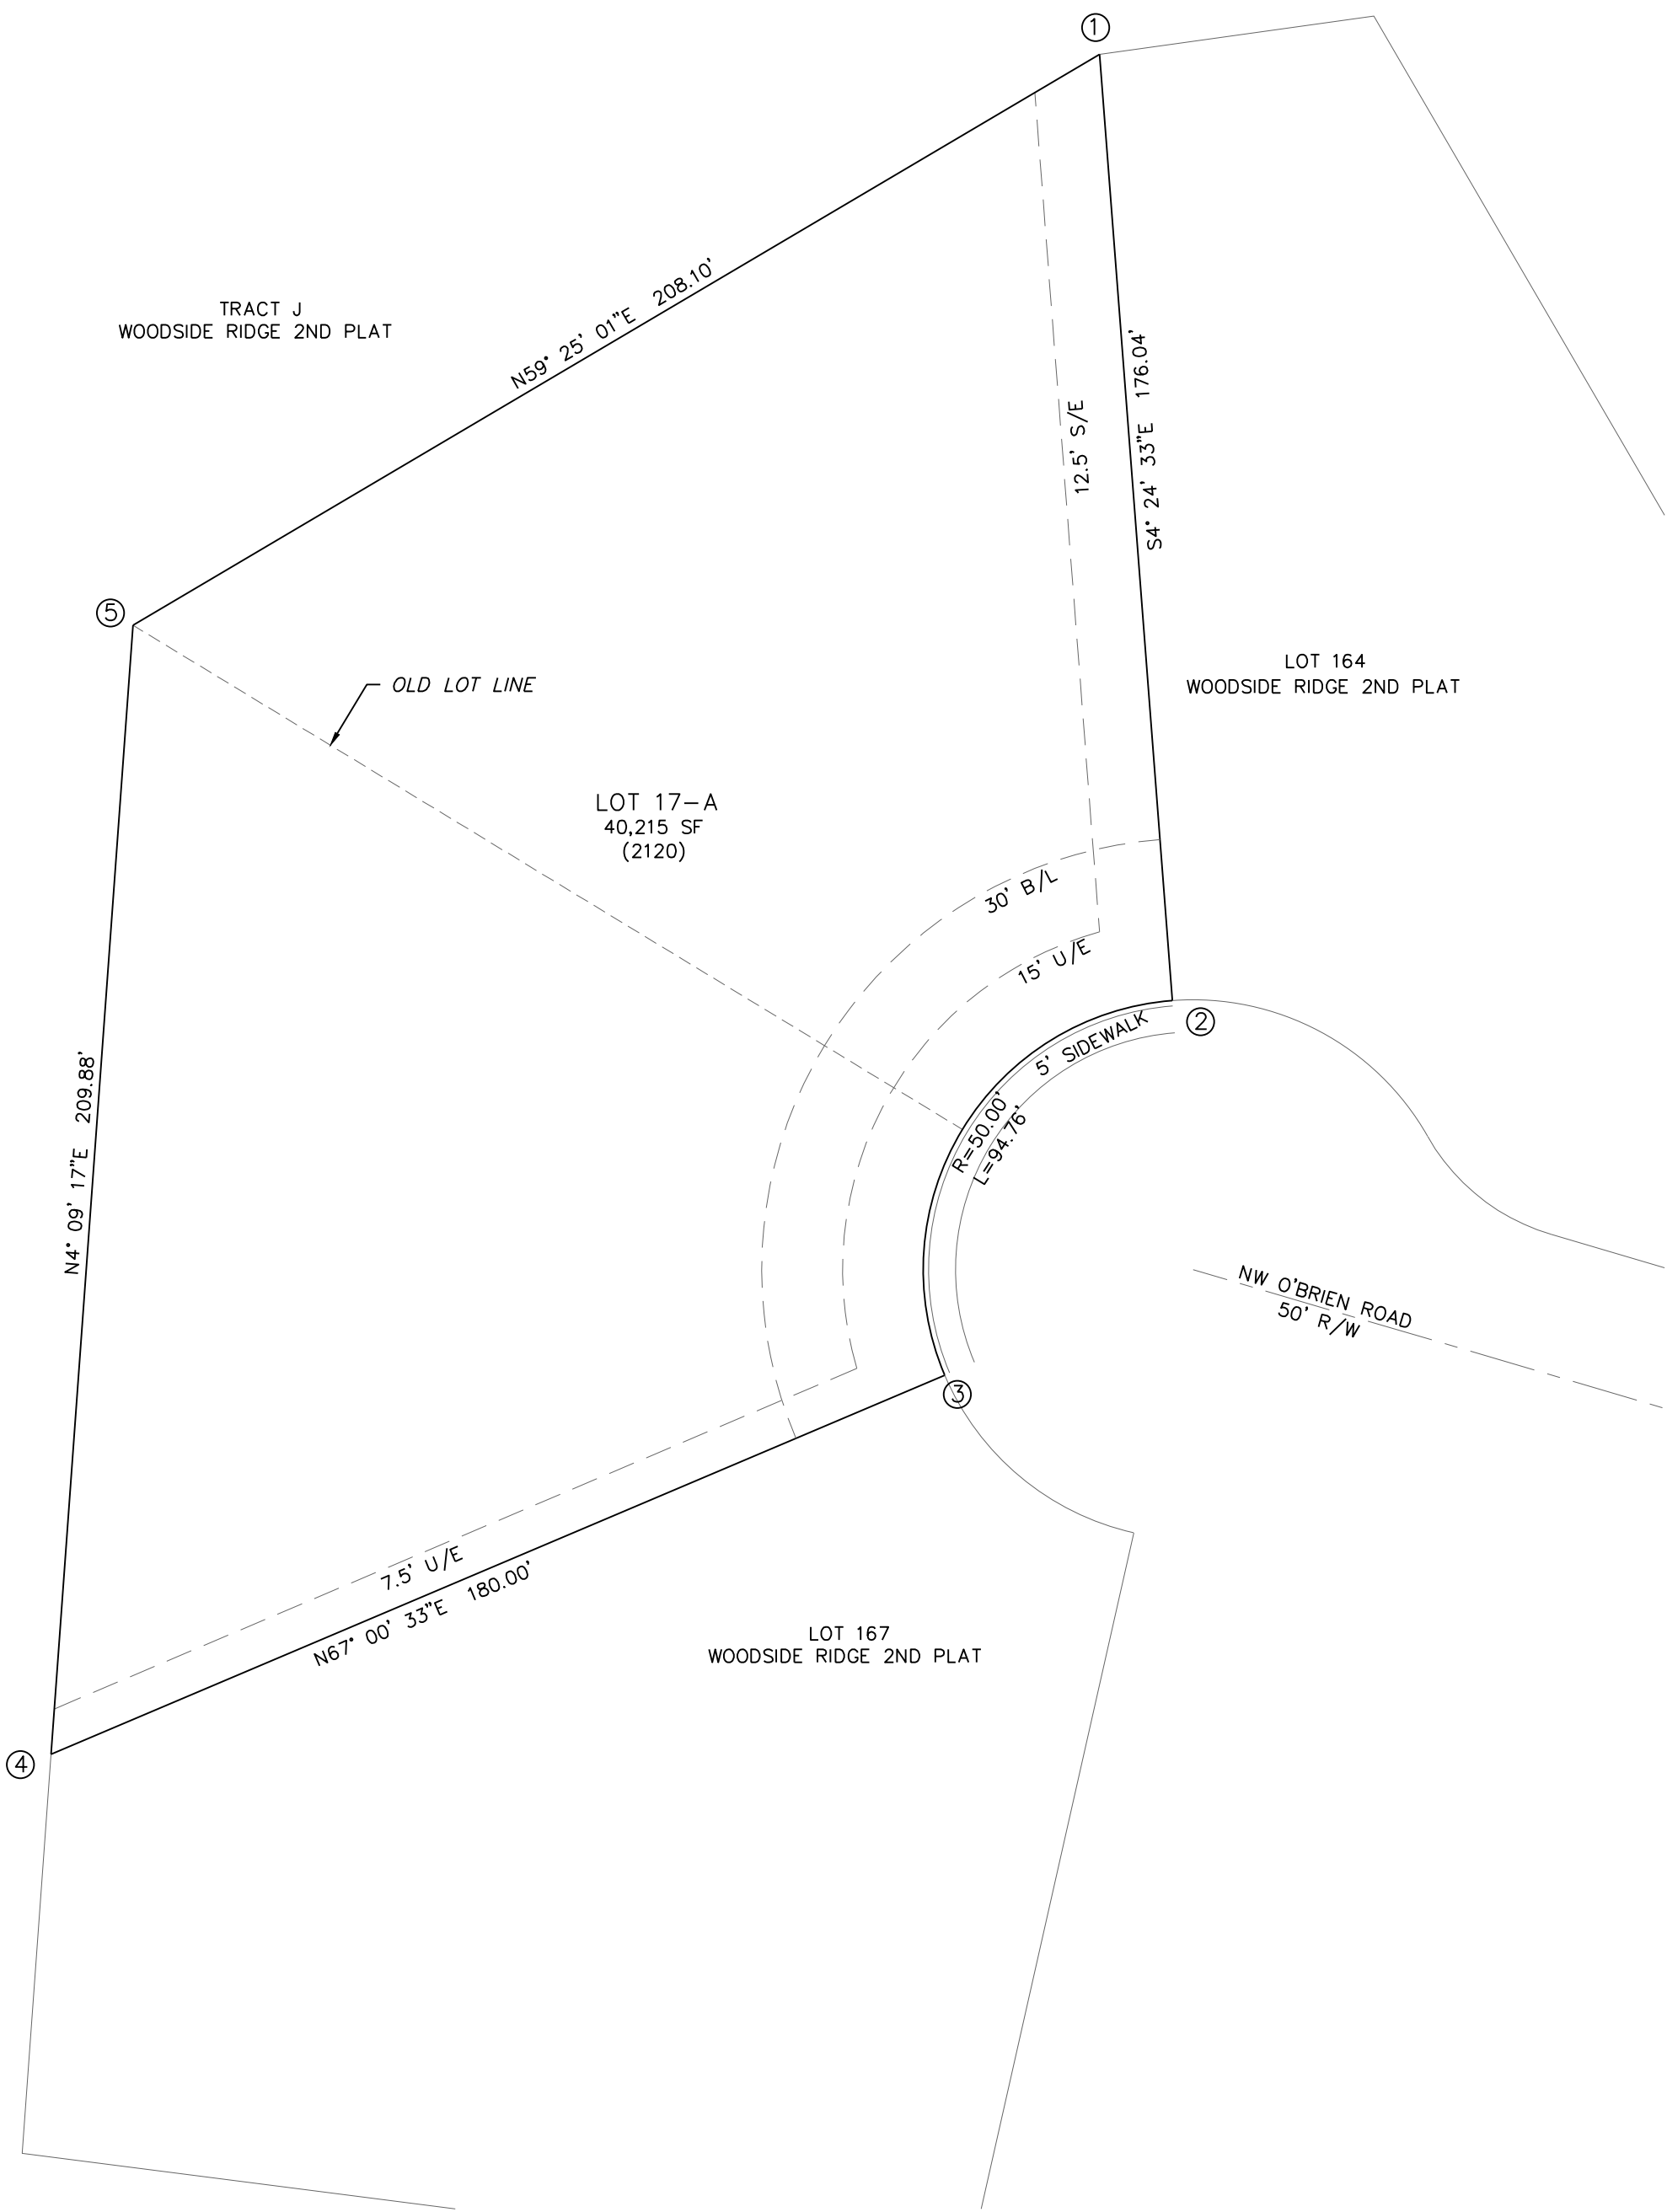 1
N59° 25' 01"E 208.10'
TRACT J
WOODSIDE RIDGE 2ND PLAT
12.5' S/E
S4° 24' 33"E 176.04'
5
OLD LOT LINE
LOT 164
WOODSIDE RIDGE 2ND PLAT
LOT 17-A
40,215 SF
(2120)
30' B/L
15' U/E
2
5' SIDEWALK
R=50.00'
L=94.76'
N4° 09' 17"E 209.88'
NW O'BRIEN ROAD
50' R/W
3
7.5' U/E
N67° 00' 33"E 180.00'
LOT 167
WOODSIDE RIDGE 2ND PLAT
4